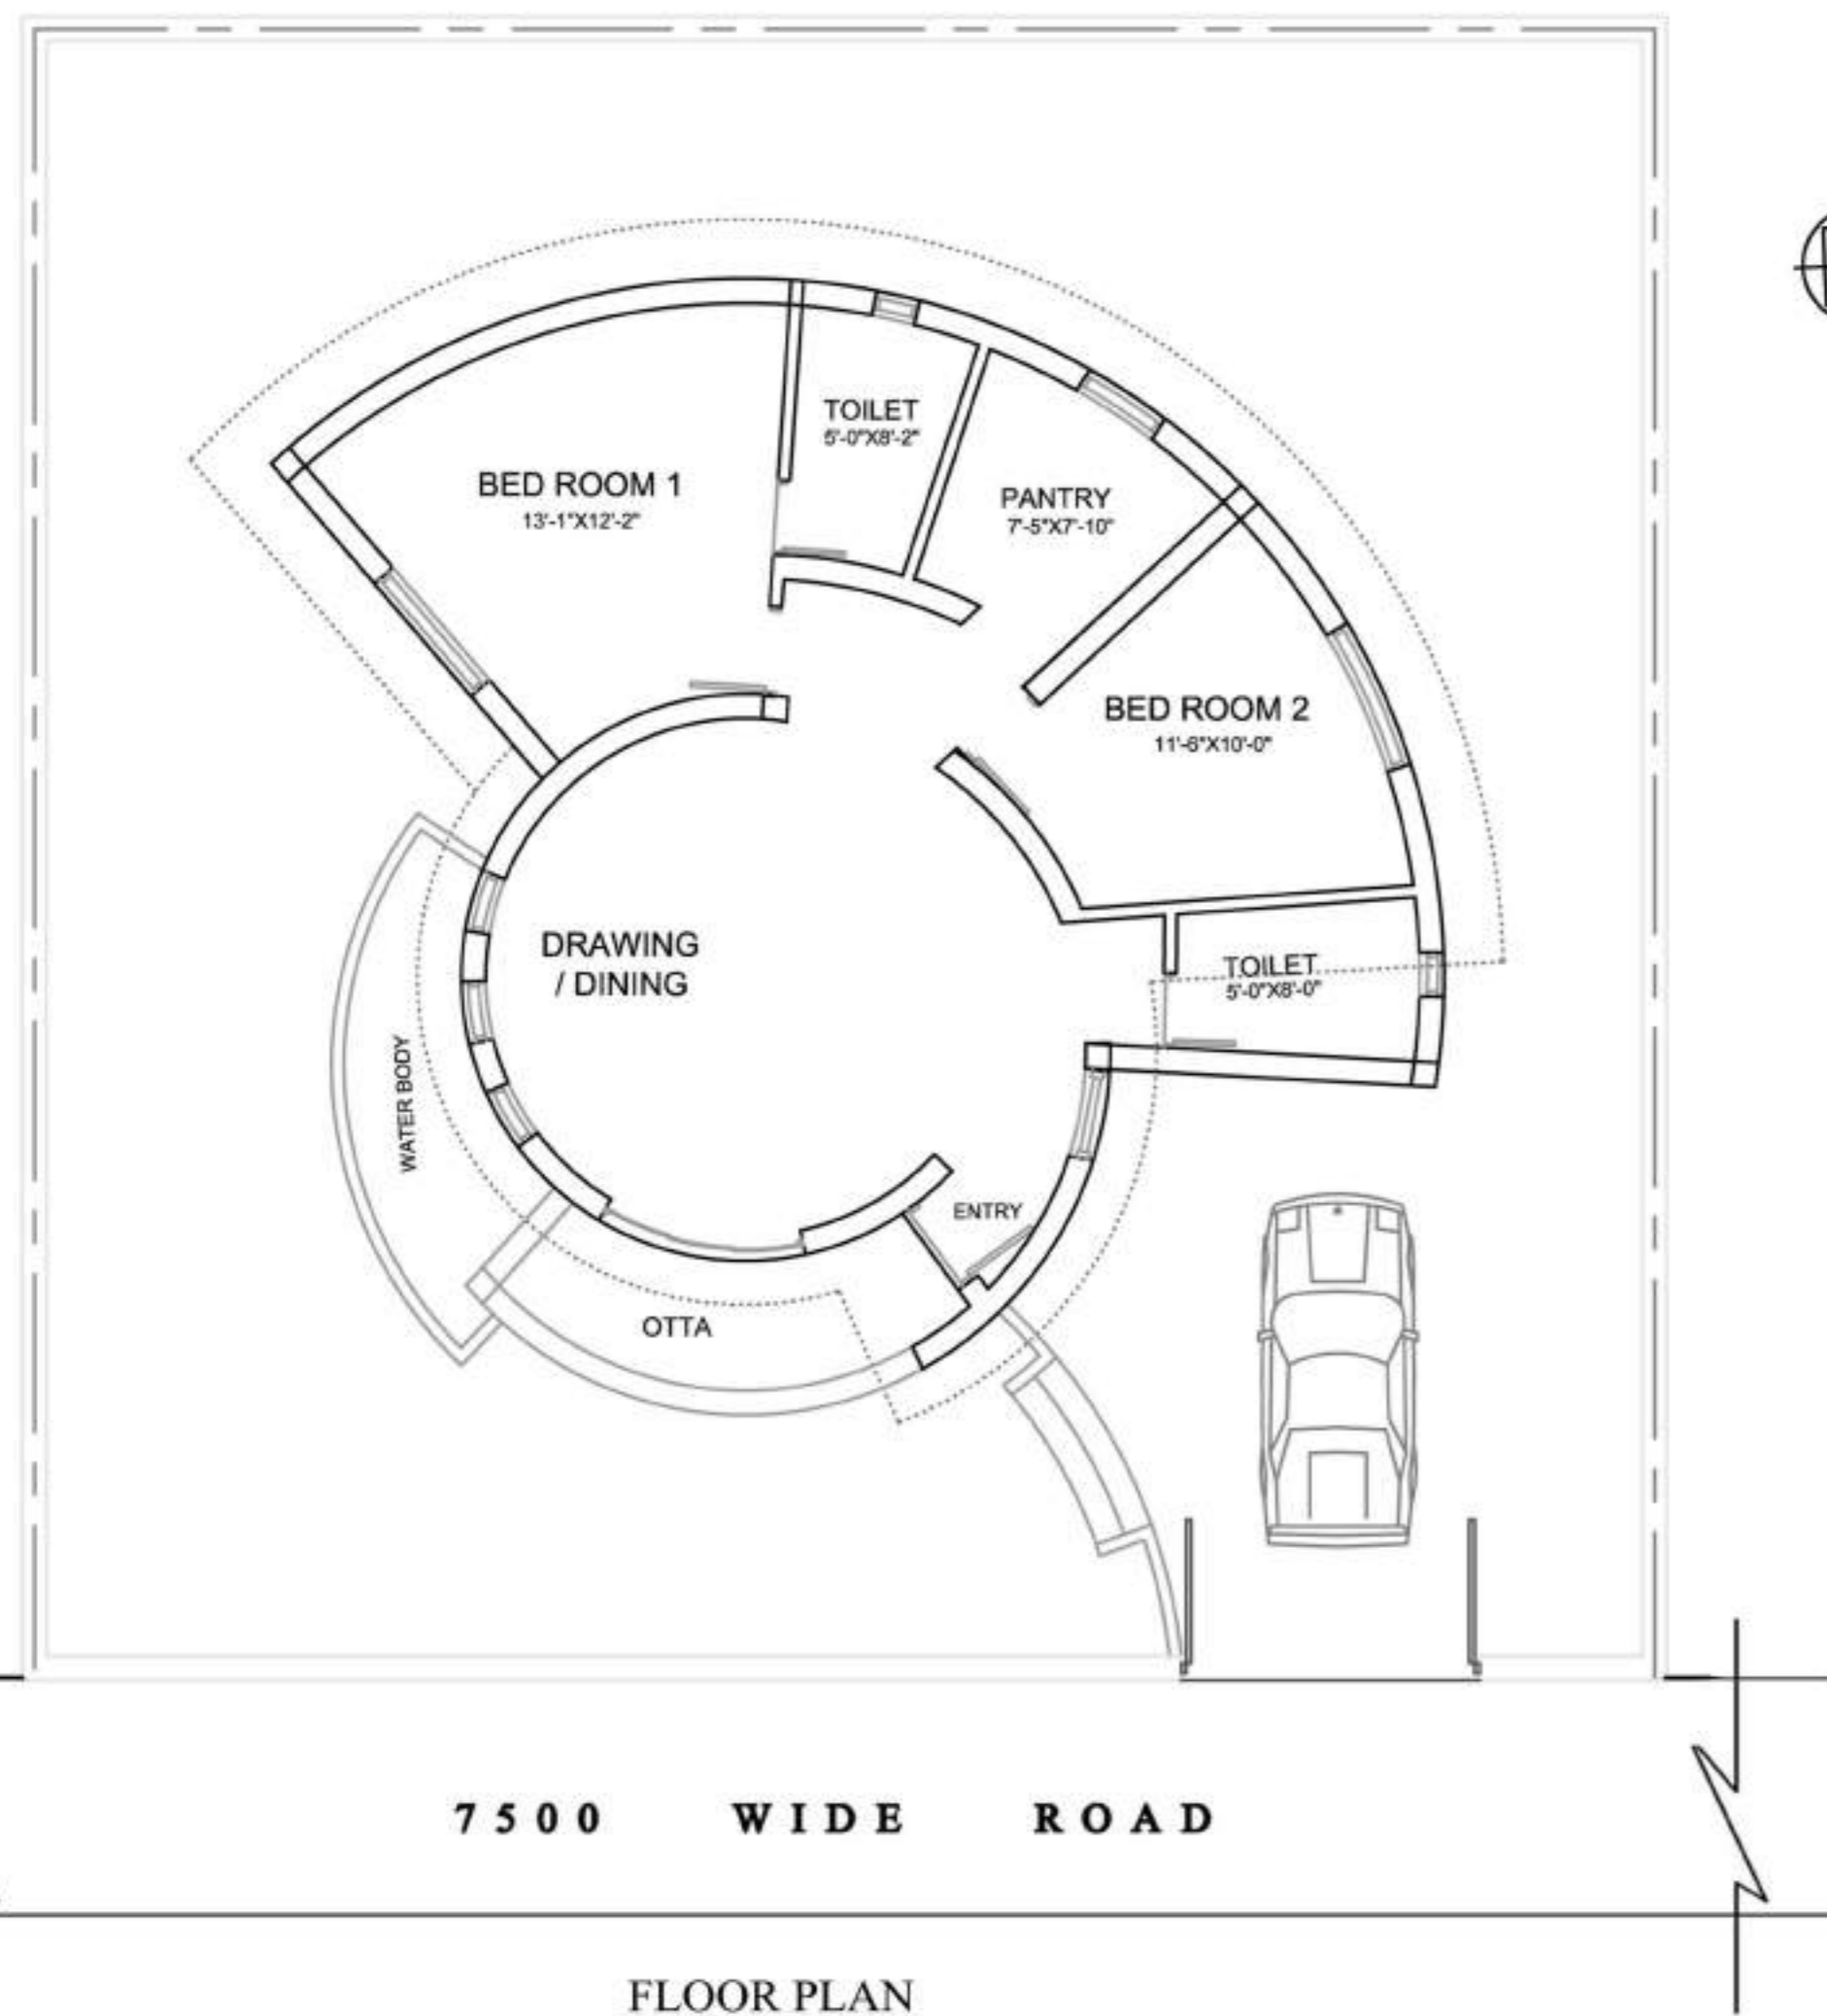 TOILET
5'-0"X8'-2"
BED ROOM 1
13'-1"X12'-2"
PANTRY
7'-5"X7'-10"
BED ROOM 2
11'-6"X10'-0"
DRAWING
/ DINING
TOILET
5'-0"X8'-0"
WATER BODY
ENTRY
OTTA
7500 WIDE ROAD
FLOOR PLAN